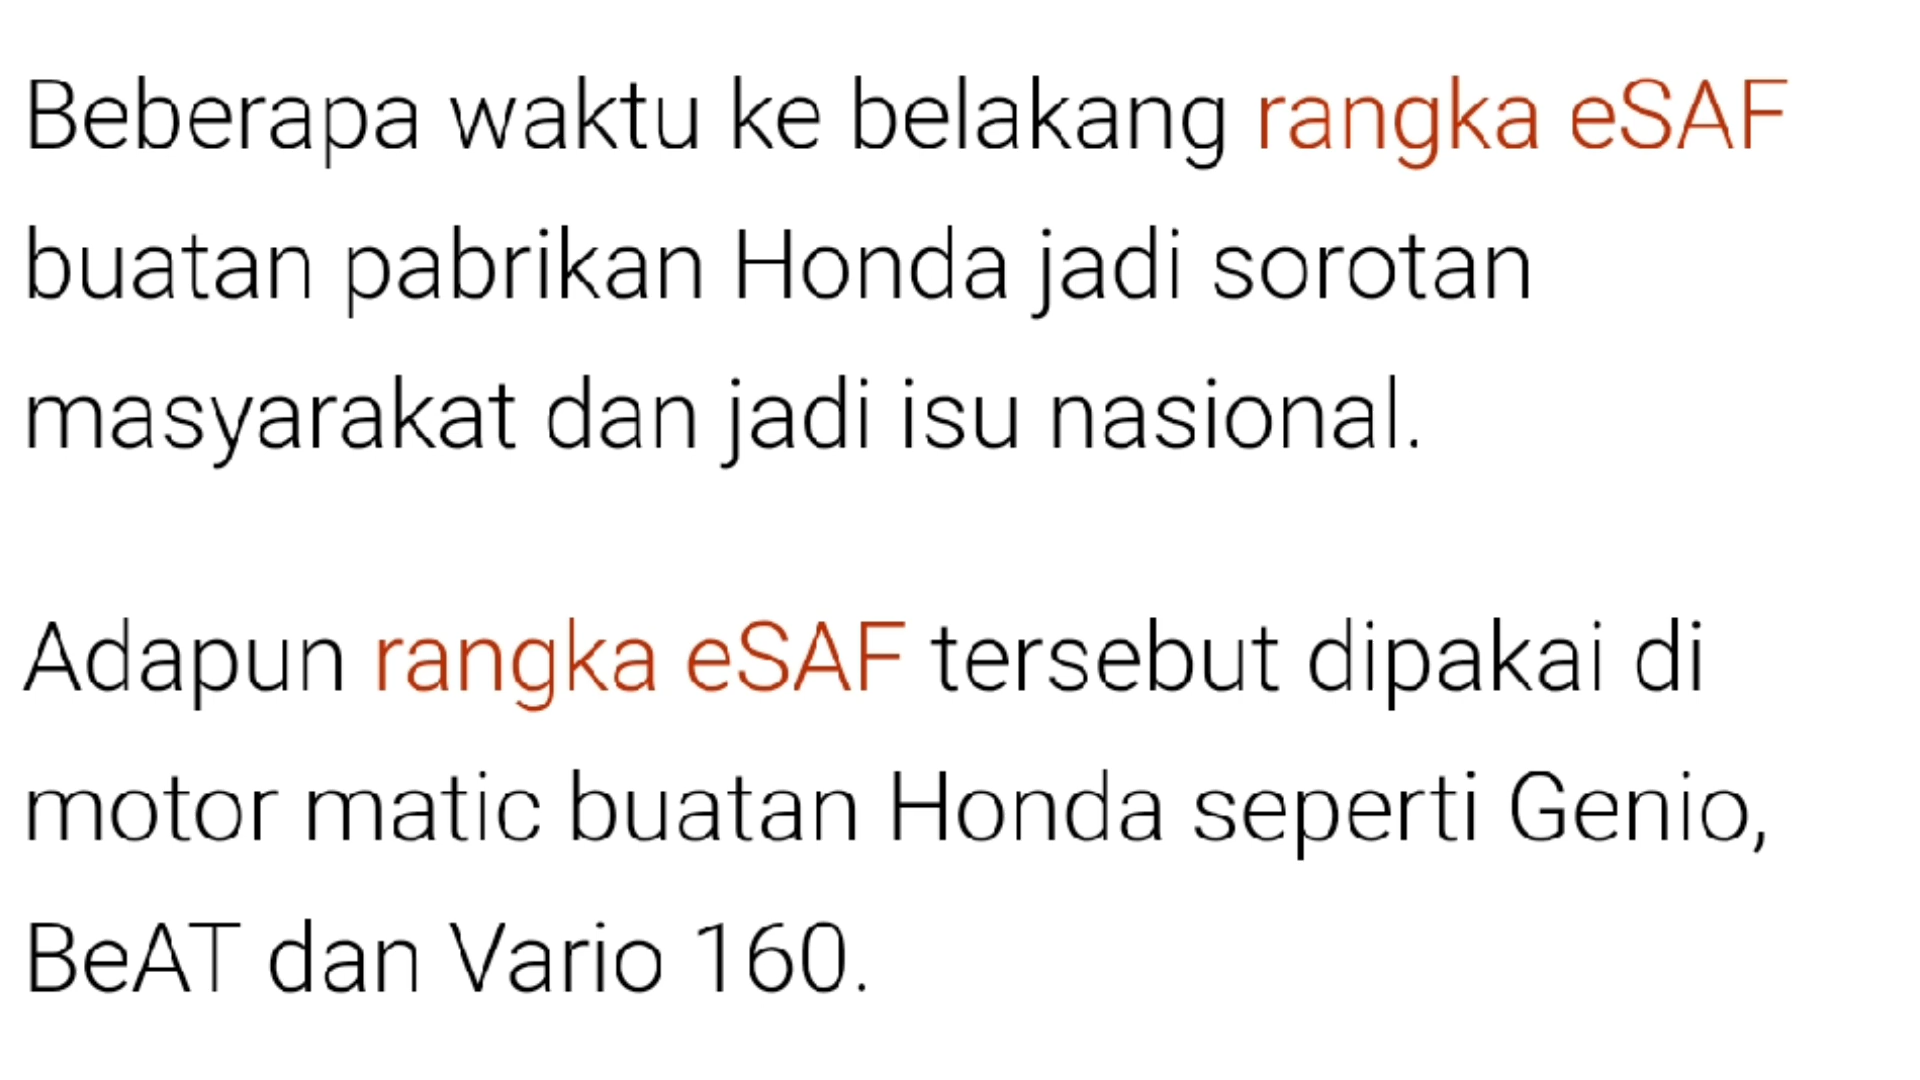 Beberapa waktu ke belakang rangka eSAF
buatan pabrikan Honda jadi sorotan
masyarakat dan jadi isu nasional.
Adapun rangka eSAF tersebut dipakai di
motor matic buatan Honda seperti Genio,
BeAT dan Vario 160.